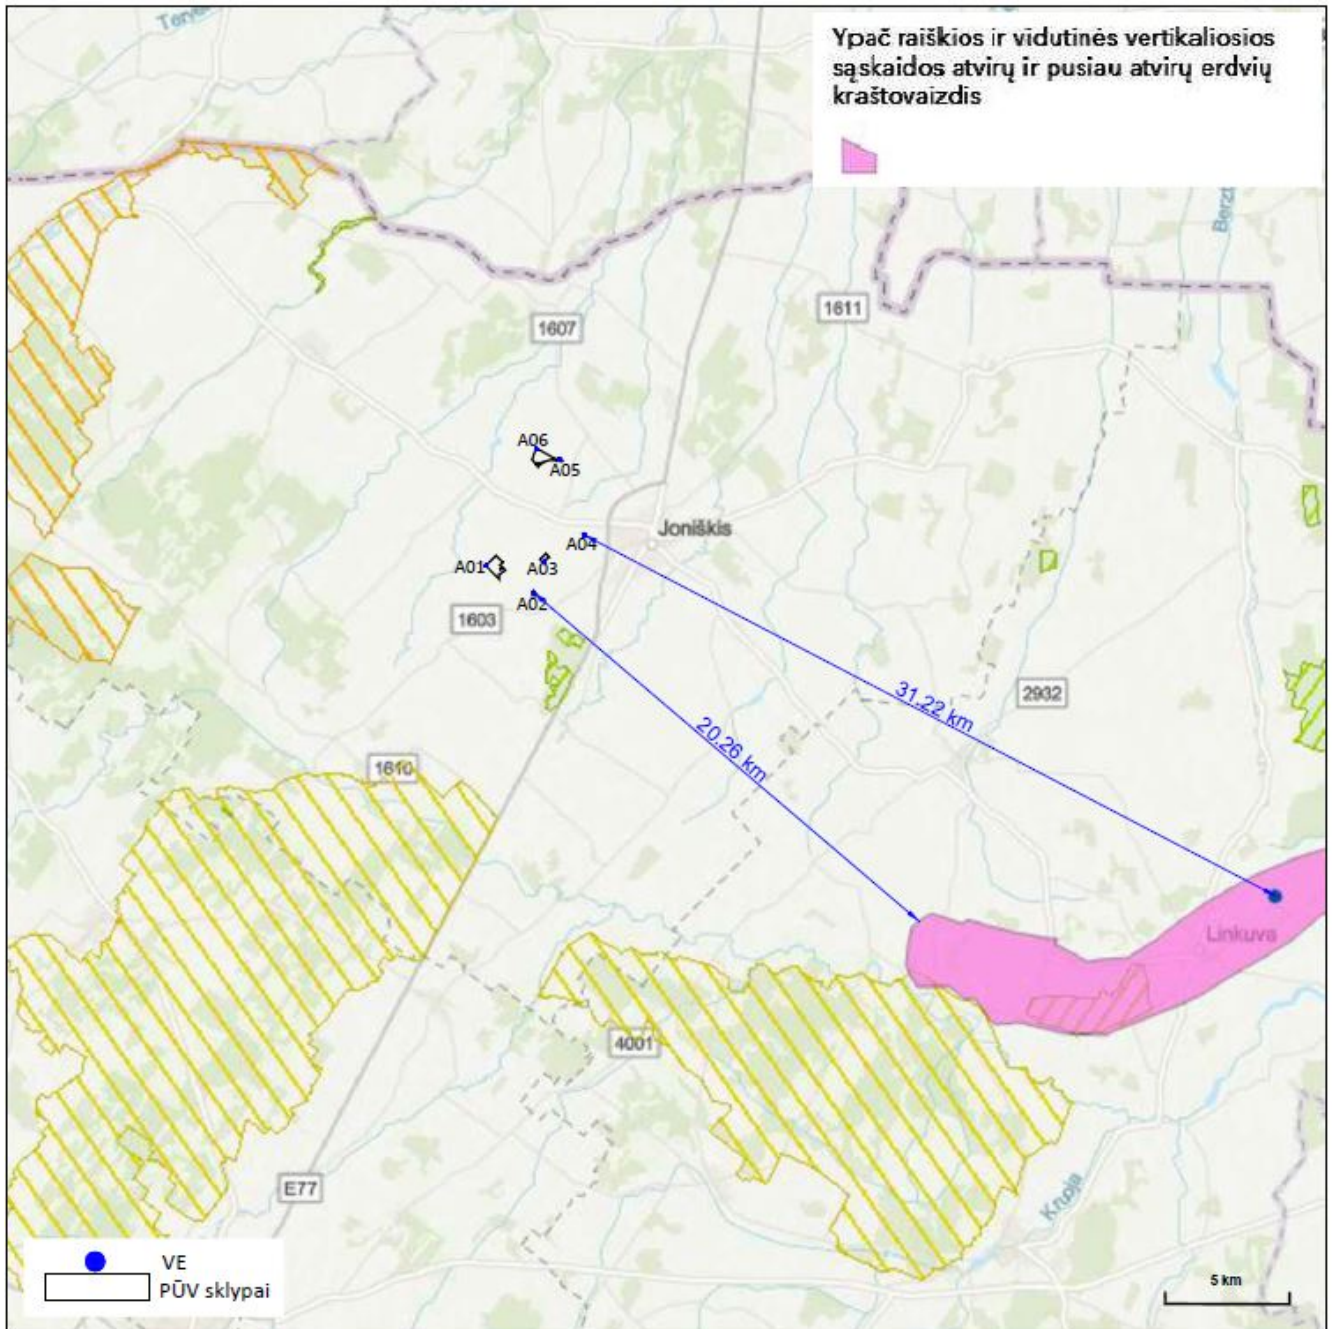 Ypač raiškios ir vidutinės vertikaliosios
sąskaidos atvirų ir pusiau atvirų erdvių
kraštovaizdis
1607
1611
A06
A05
Joniškis
A04
A03
A01
A02
1603
2932
31.22 km
20.26 km
1610
Linkuva
4001
E77
Kruoja
VE
PŪV sklypai
5 km